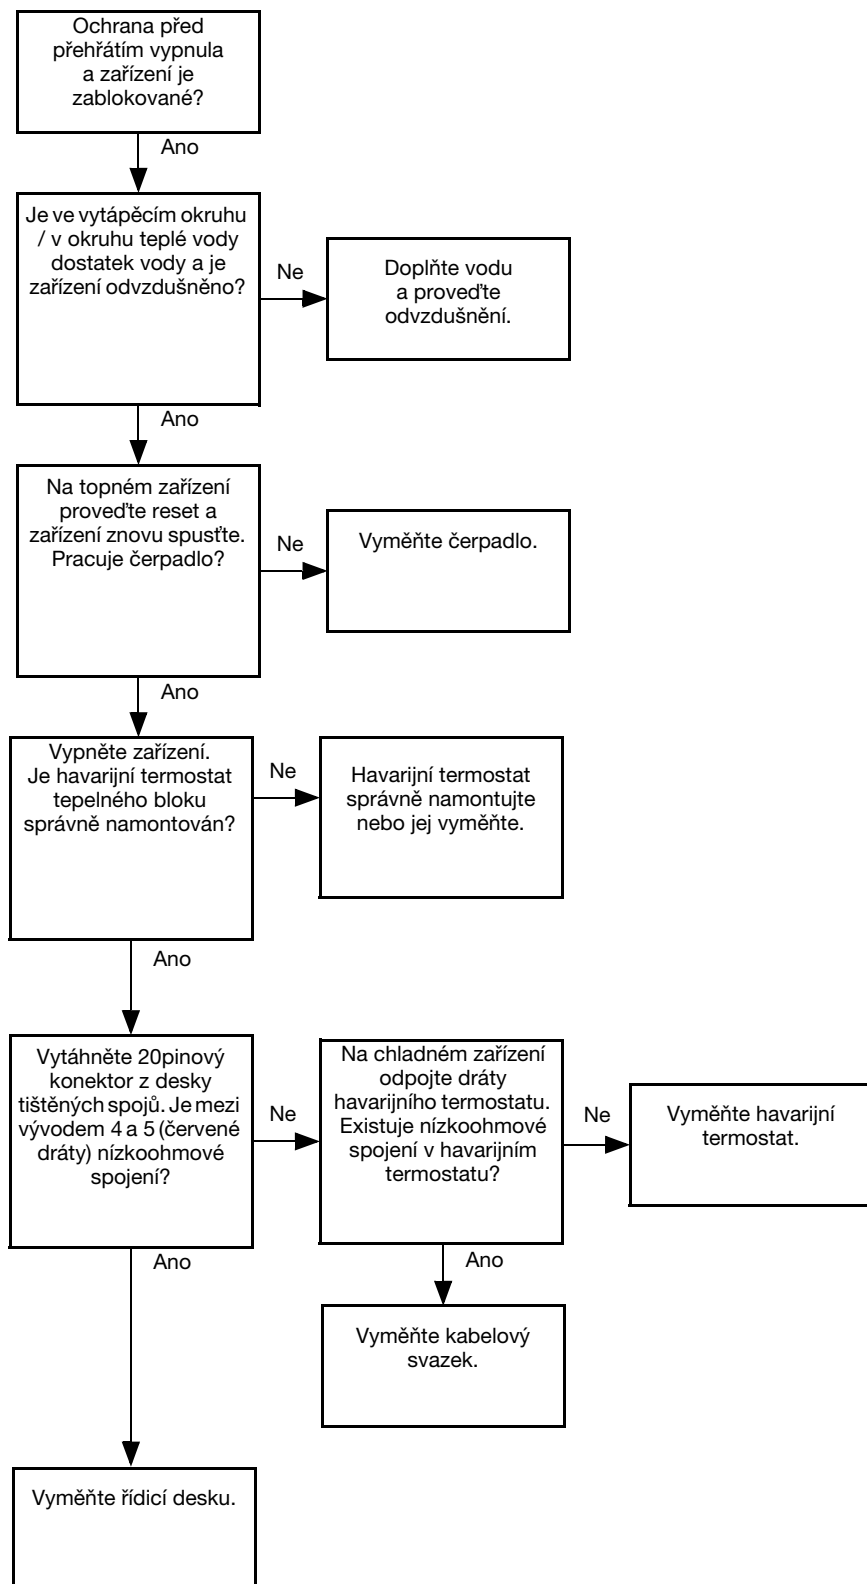 Ochrana před
přehřátím vypnula
a zařízení je
zablokované?
Ano
Je ve vytápěcím okruhu
/ v okruhu teplé vody
dostatek vody a je
zařízení odvzdušněno?
Ne
Doplňte vodu
a proveďte
odvzdušnění.
Ano
Na topném zařízení
proveďte reset a
zařízení znovu spusťte.
Pracuje čerpadlo?
Ne
Vyměňte čerpadlo.
Ano
Vypněte zařízení.
Je havarijní termostat
tepelného bloku
správně namontován?
Ne
Havarijní termostat
správně namontujte
nebo jej vyměňte.
Ano
Vytáhněte 20pinový
konektor z desky
tištěných spojů. Je mezi
vývodem 4 a 5 (červené
dráty) nízkoohmové
spojení?
Ne
Na chladném zařízení
odpojte dráty
havarijního termostatu.
Existuje nízkoohmové
spojení v havarijním
termostatu?
Ne
Vyměňte havarijní
termostat.
Ano
Ano
Vyměňte kabelový
svazek.
Vyměňte řídicí desku.